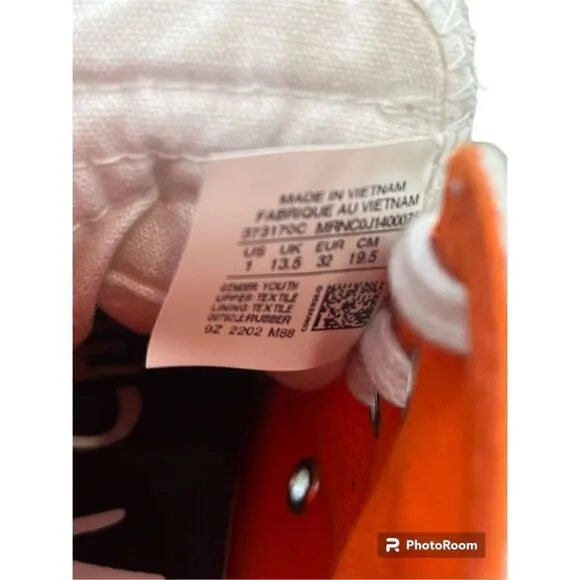 MADE IN VIETNAM
FABRIQUE AU VIETNAM
373170C
US UK EUR CM
1 13.5 32 19.5
GENDER: YOUTH
UPPER: TEXTILE
LINING: TEXTILE
OUTSOLE: RUBBER
9Z 2202 M88
PhotoRoom